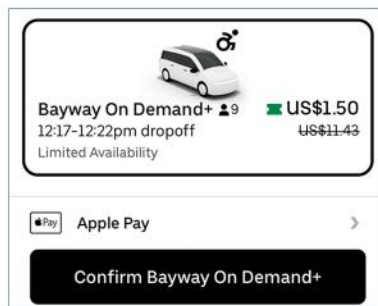 Bayway On Demand+ 9 US$1.50
12:17-12:22pm dropoff US$11.43
Limited Availability
Pay Apple Pay
Confirm Bayway On Demand+